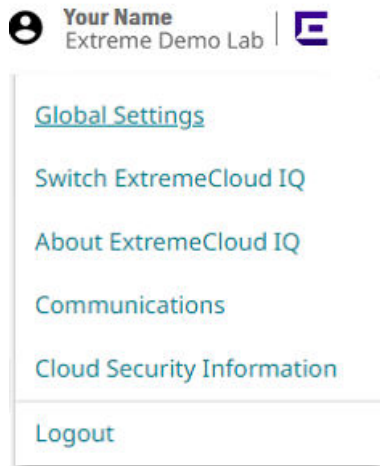 Your Name
Extreme Demo Lab
Global Settings
Switch ExtremeCloud IQ
About ExtremeCloud IQ
Communications
Cloud Security Information
Logout